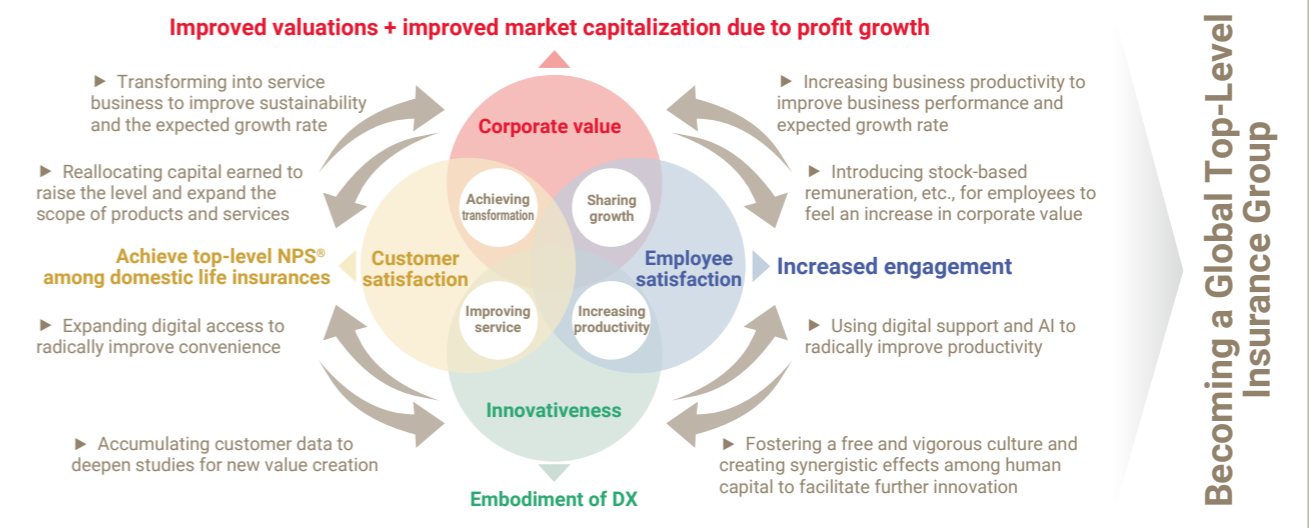 Improved valuations + improved market capitalization due to profit growth
► Transforming into service
business to improve sustainability
and the expected growth rate
► Increasing business productivity to
improve business performance and
expected growth rate
Corporate value
► Reallocating capital earned to
raise the level and expand the
scope of products and services
► Introducing stock-based
remuneration, etc., for employees to
feel an increase in corporate value
Achieving
transformation
Sharing
growth
Achieve top-level NPS®
among domestic life insurances
Customer
satisfaction
Employee
satisfaction
Increased engagement
Improving
service
Increasing
productivity
► Expanding digital access to
radically improve convenience
► Using digital support and AI to
radically improve productivity
Innovativeness
► Accumulating customer data to
deepen studies for new value creation
► Fostering a free and vigorous culture and
creating synergistic effects among human
capital to facilitate further innovation
Embodiment of DX
Becoming a Global Top-Level
Insurance Group